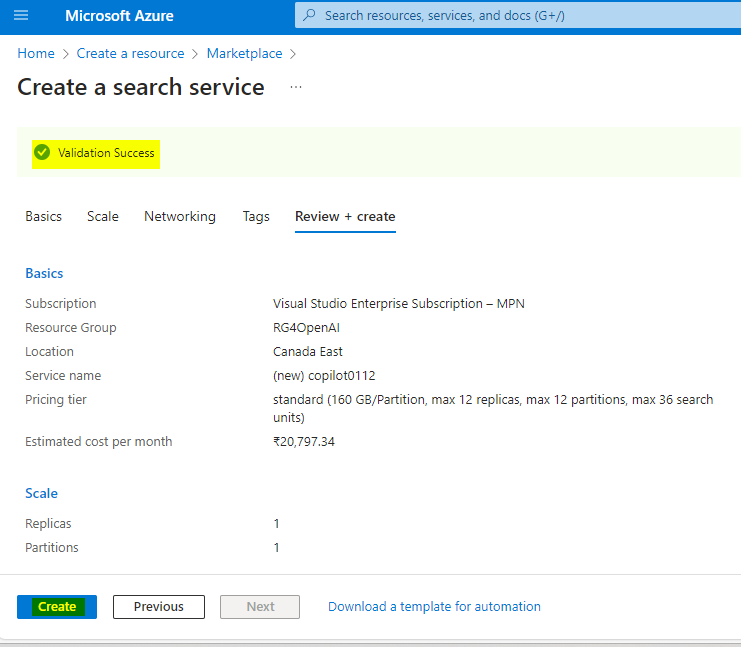 Microsoft Azure
Search resources, services, and docs (G+/)
Home > Create a resource > Marketplace >
Create a search service ...
Validation Success
Basics Scale Networking Tags Review + create
Basics
Subscription Visual Studio Enterprise Subscription – MPN
Resource Group RG4OpenAI
Location Canada East
Service name (new) copilot0112
Pricing tier standard (160 GB/Partition, max 12 replicas, max 12 partitions, max 36 search
units)
Estimated cost per month ₹20,797.34
Scale
Replicas 1
Partitions 1
Create Previous Next Download a template for automation